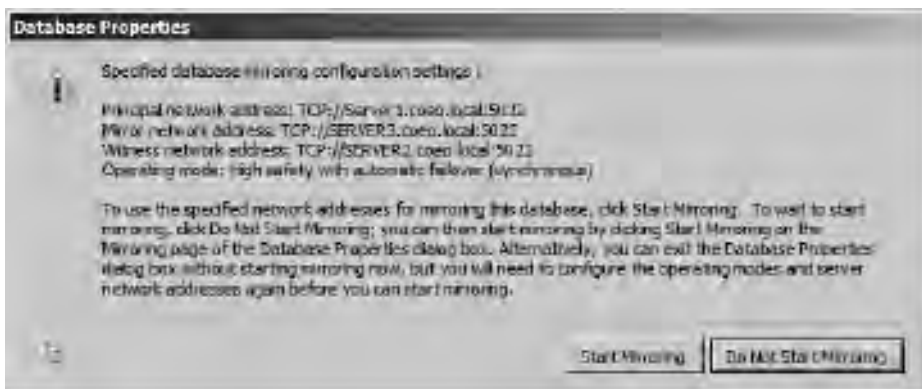 Database Properties
Specified database mirroring configuration settings :
Principal network address: TCP://Server1.coeo.local:5022
Mirror network address: TCP://SERVER3.coeo.local:5022
Witness network address: TCP://SERVER2.coeo.local:5022
Operating mode: High safety with automatic failover (synchronous)
To use the specified network addresses for mirroring this database, click Start Mirroring. To wait to start
mirroring, click Do Not Start Mirroring; you can then start mirroring by clicking Start Mirroring on the
Mirroring page of the Database Properties dialog box. Alternatively, you can exit the Database Properties
dialog box without starting mirroring now, but you will need to configure the operating modes and server
network addresses again before you can start mirroring.
Start Mirroring
Do Not Start Mirroring